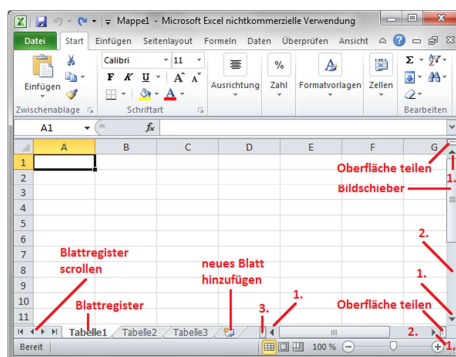 Mappe1 - Microsoft Excel nichtkommerzielle Verwendung
Datei Start Einfügen Seitenlayout Formeln Daten Überprüfen Ansicht
Einfügen
Calibri 11
F K U A A
A
%
A
Σ
Ausrichtung Zahl Formatvorlagen Zellen
Zwischenablage Schriftart Bearbeiten
A1 fx
A B C D E F G
1
Oberfläche teilen 1.
2
Bildschieber
3
4
5
6
2.
7
Blattregister
scrollen
neues Blatt
hinzufügen
8
1.
9
10
Blattregister 3. 1. Oberfläche teilen
11
Tabelle1 Tabelle2 Tabelle3 2.
Bereit 100 % 1.